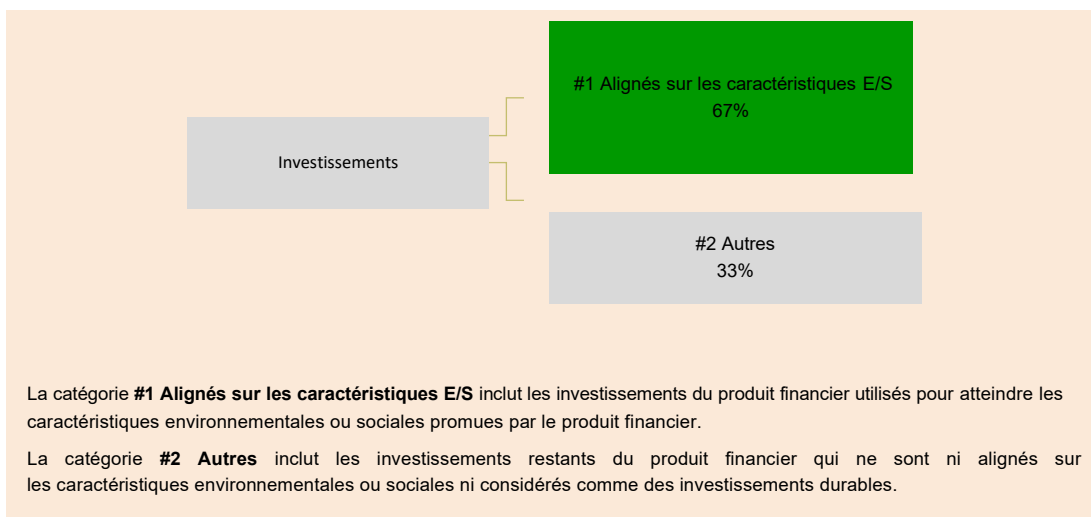 #1 Alignés sur les caractéristiques E/S
67%
Investissements
#2 Autres
33%
La catégorie #1 Alignés sur les caractéristiques E/S inclut les investissements du produit financier utilisés pour atteindre les
caractéristiques environnementales ou sociales promues par le produit financier.
La catégorie #2 Autres inclut les investissements restants du produit financier qui ne sont ni alignés sur
les caractéristiques environnementales ou sociales ni considérés comme des investissements durables.